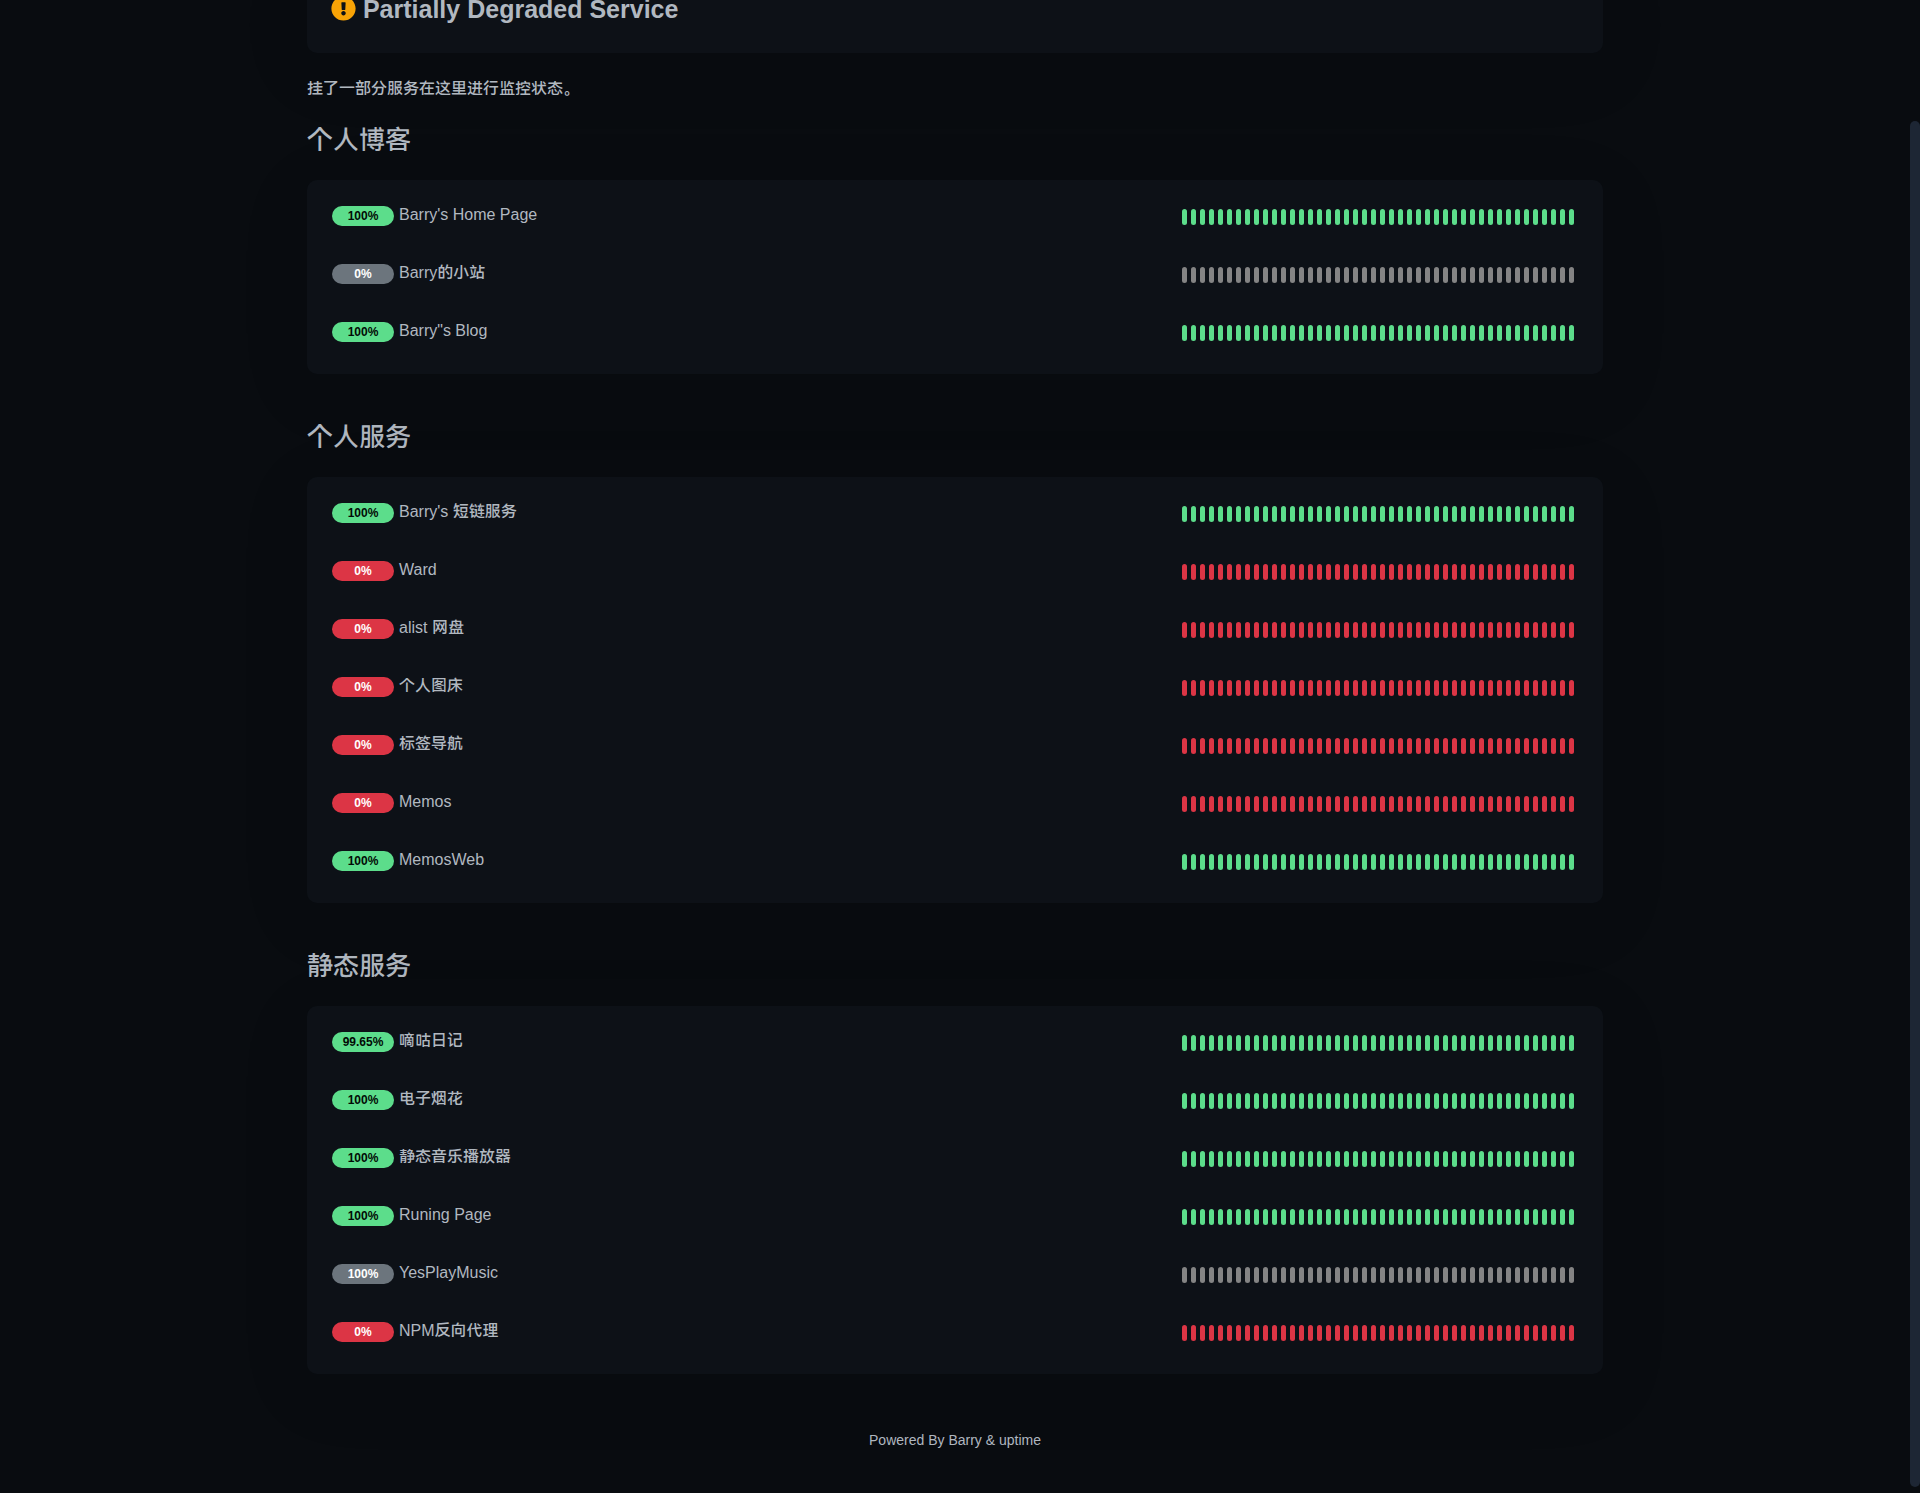 Partially Degraded Service
挂了一部分服务在这里进行监控状态。
个人博客
100% Barry's Home Page
0% Barry的小站
100% Barry"s Blog
个人服务
100% Barry's 短链服务
0% Ward
0% alist 网盘
0% 个人图床
0% 标签导航
0% Memos
100% MemosWeb
静态服务
99.65% 嘀咕日记
100% 电子烟花
100% 静态音乐播放器
100% Runing Page
100% YesPlayMusic
0% NPM反向代理
Powered By Barry & uptime